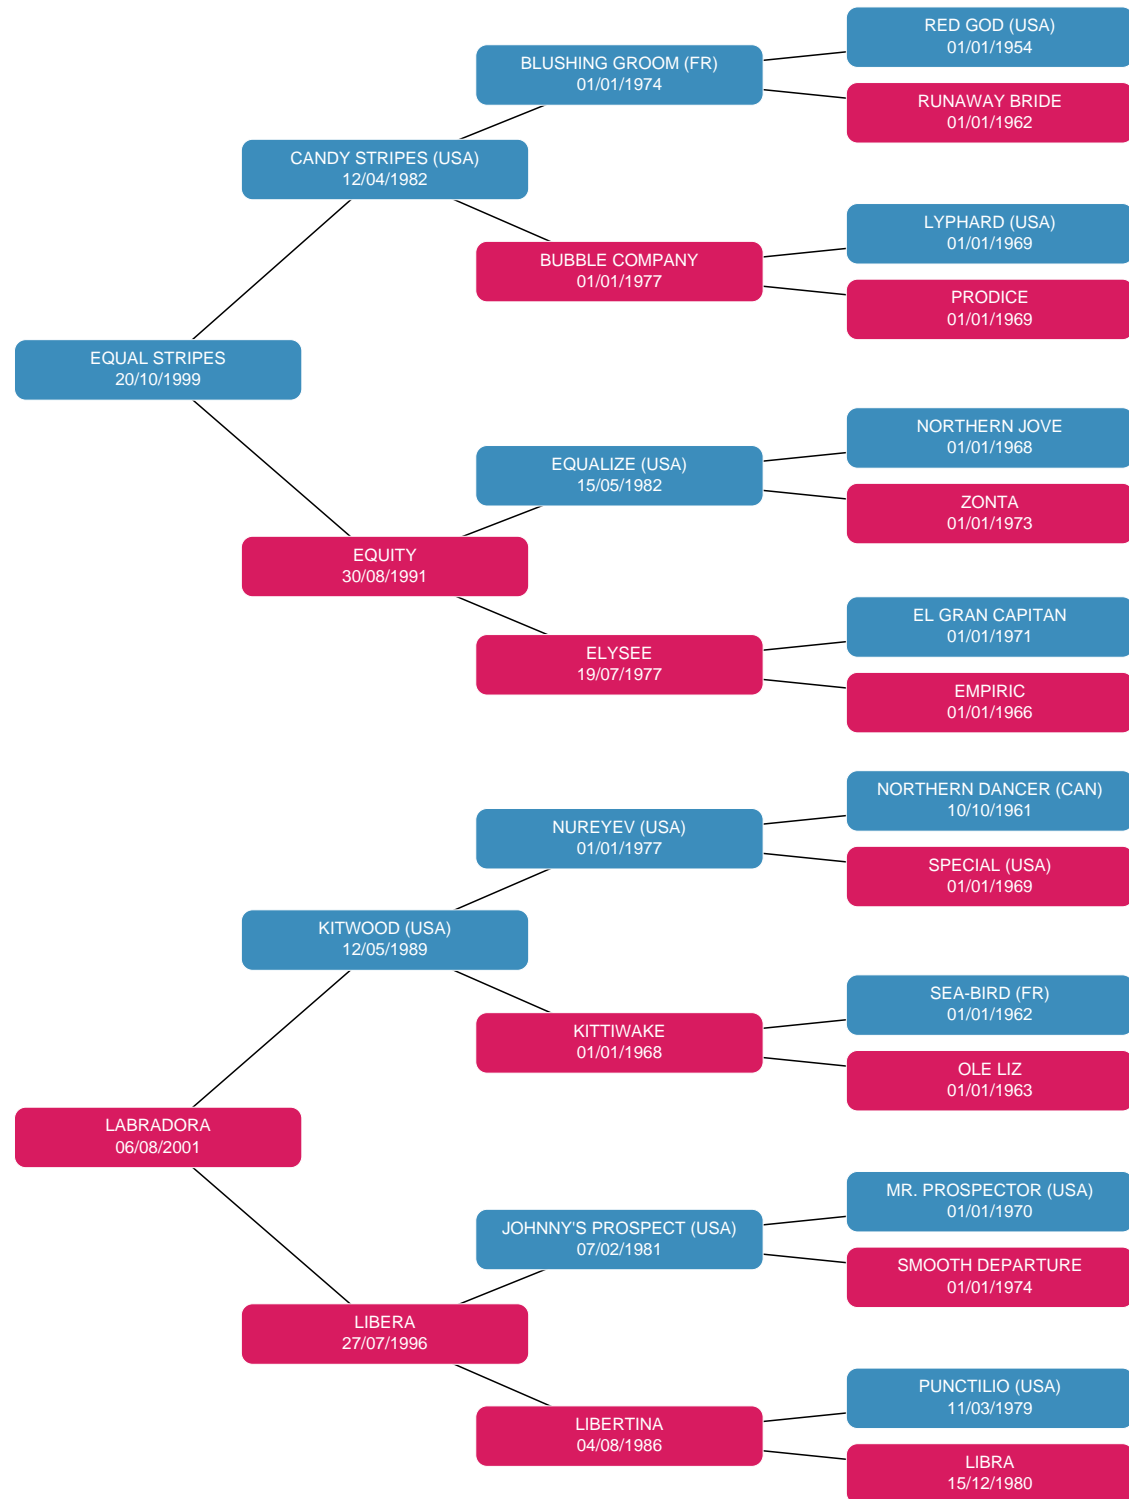 RED GOD (USA)
01/01/1954
BLUSHING GROOM (FR)
01/01/1974
RUNAWAY BRIDE
01/01/1962
CANDY STRIPES (USA)
12/04/1982
LYPHARD (USA)
01/01/1969
BUBBLE COMPANY
01/01/1977
PRODICE
01/01/1969
EQUAL STRIPES
20/10/1999
NORTHERN JOVE
01/01/1968
EQUALIZE (USA)
15/05/1982
ZONTA
01/01/1973
EQUITY
30/08/1991
EL GRAN CAPITAN
01/01/1971
ELYSEE
19/07/1977
EMPIRIC
01/01/1966
NORTHERN DANCER (CAN)
10/10/1961
NUREYEV (USA)
01/01/1977
SPECIAL (USA)
01/01/1969
KITWOOD (USA)
12/05/1989
SEA-BIRD (FR)
01/01/1962
KITTIWAKE
01/01/1968
OLE LIZ
01/01/1963
LABRADORA
06/08/2001
MR. PROSPECTOR (USA)
01/01/1970
JOHNNY'S PROSPECT (USA)
07/02/1981
SMOOTH DEPARTURE
01/01/1974
LIBERA
27/07/1996
PUNCTILIO (USA)
11/03/1979
LIBERTINA
04/08/1986
LIBRA
15/12/1980